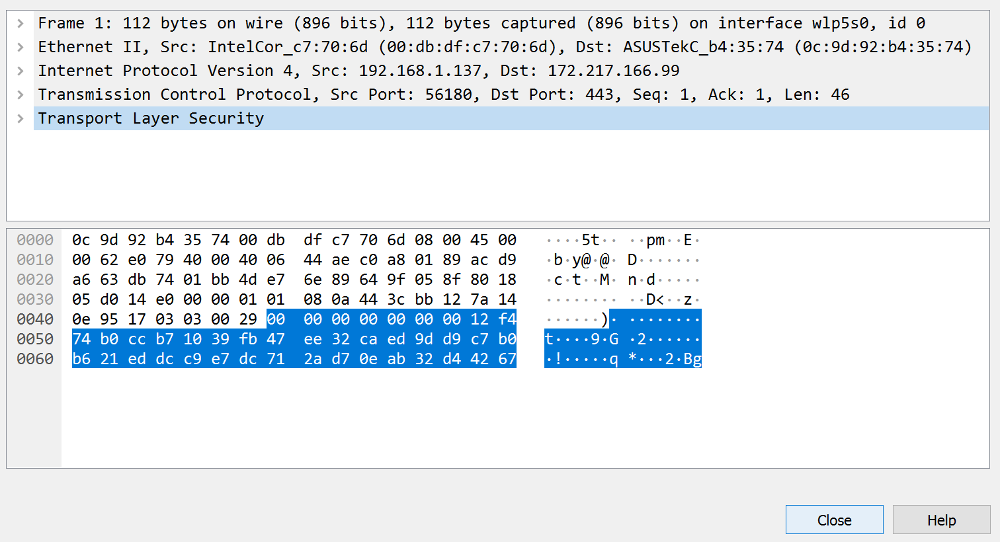 Frame 1: 112 bytes on wire (896 bits), 112 bytes captured (896 bits) on interface wlp5s0, id 0
Ethernet II, Src: IntelCor_c7:70:6d (00:db:df:c7:70:6d), Dst: ASUSTekC_b4:35:74 (0c:9d:92:b4:35:74)
Internet Protocol Version 4, Src: 192.168.1.137, Dst: 172.217.166.99
Transmission Control Protocol, Src Port: 56180, Dst Port: 443, Seq: 1, Ack: 1, Len: 46
Transport Layer Security
0000 0c 9d 92 b4 35 74 00 db df c7 70 6d 08 00 45 00 ····5t·· ··pm··E·
0010 00 62 e0 79 40 00 40 06 44 ae c0 a8 01 89 ac d9 ·b·y@·@· D·······
0020 a6 63 db 74 01 bb 4d e7 6e 89 64 9f 05 8f 80 18 ·c·t··M· n·d·····
0030 05 d0 14 e0 00 00 01 01 08 0a 44 3c bb 12 7a 14 ········ ··D<··z·
0040 0e 95 17 03 03 00 29 00 00 00 00 00 00 00 12 f4 ······)· ········
0050 74 b0 cc b7 10 39 fb 47 ee 32 ca ed 9d d9 c7 b0 t····9·G ·2······
0060 b6 21 ed dc c9 e7 dc 71 2a d7 0e ab 32 d4 42 67 ·!·····q *···2·Bg
Close Help